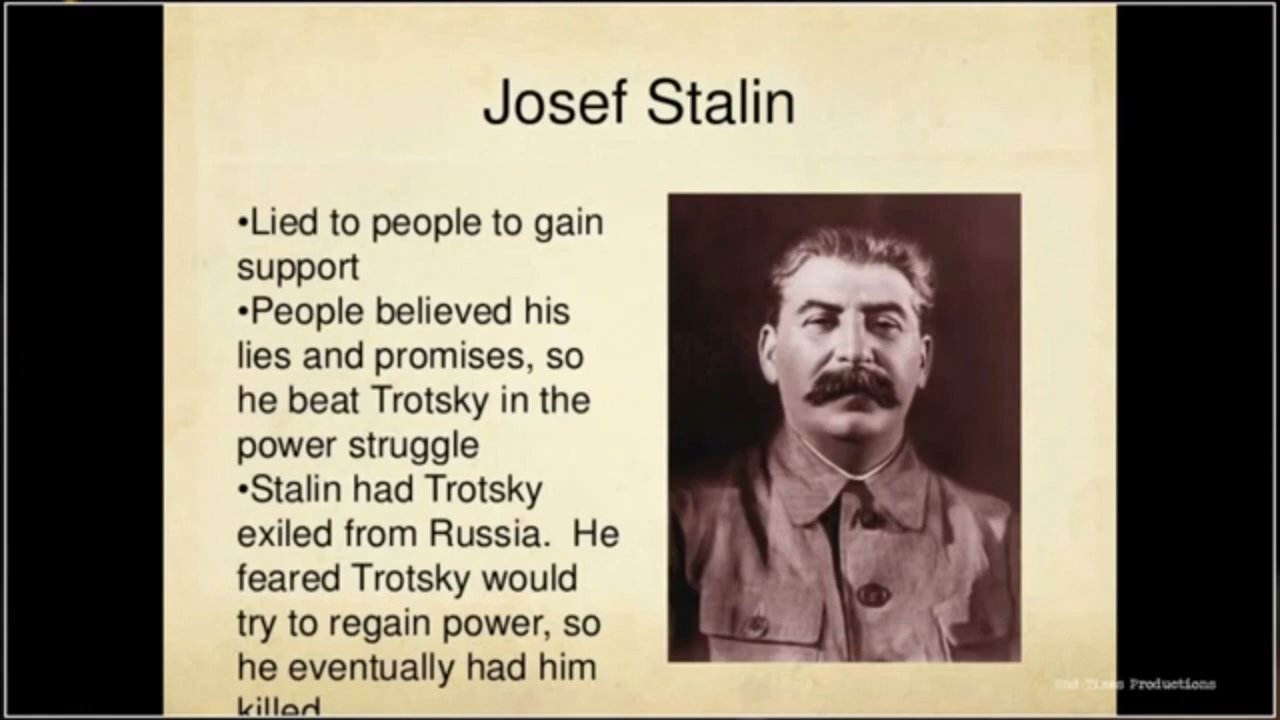 Josef Stalin
•Lied to people to gain
support
•People believed his
lies and promises, so
he beat Trotsky in the
power struggle
•Stalin had Trotsky
exiled from Russia.  He
feared Trotsky would
try to regain power, so
he eventually had him
killed
End Times Productions